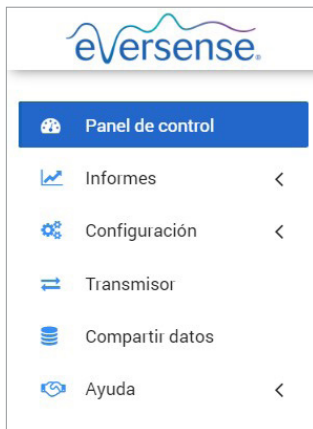 eversense.
Panel de control
Informes
Configuración
Transmisor
Compartir datos
Ayuda